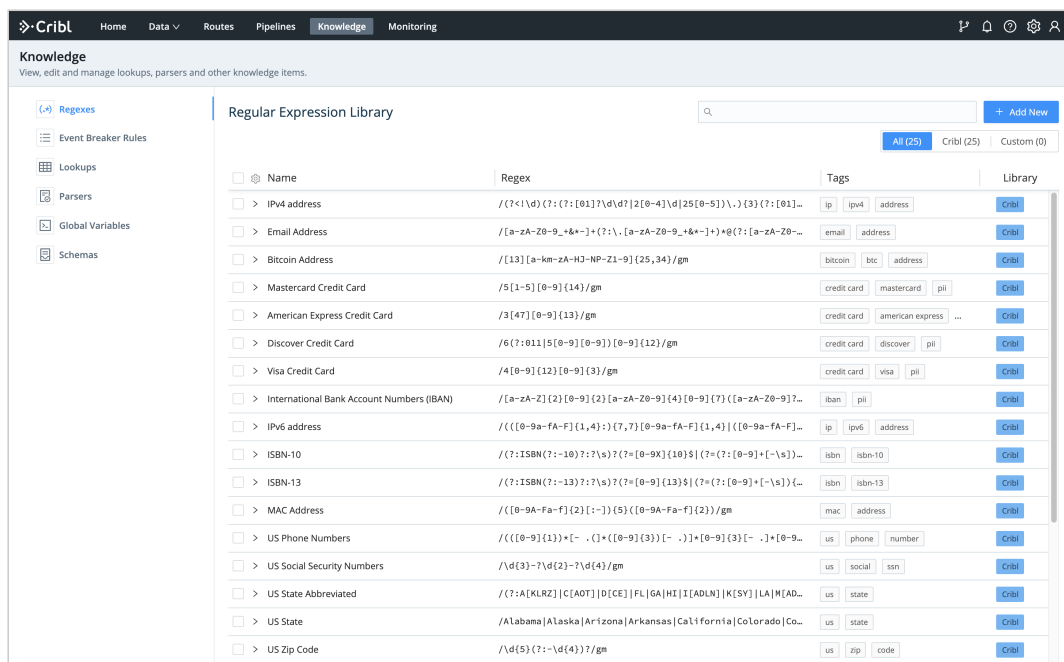 Cribl Home Data Routes Pipelines Knowledge Monitoring
Knowledge
View, edit and manage lookups, parsers and other knowledge items.
(.*) Regexes
Event Breaker Rules
Lookups
Parsers
Global Variables
Schemas
Regular Expression Library
+ Add New
All (25) Cribl (25) Custom (0)
Name Regex Tags Library
> IPv4 address /(?<!\d)(?:(?:[01]?\d\d?|2[0-4]\d|25[0-5])\.){3}(?:[01]… ip ipv4 address Cribl
> Email Address /[a-zA-Z0-9_+&*-]+(?:\.[a-zA-Z0-9_+&*-]+)*@(?:[a-zA-Z0-… email address Cribl
> Bitcoin Address /[13][a-km-zA-HJ-NP-Z1-9]{25,34}/gm bitcoin btc address Cribl
> Mastercard Credit Card /5[1-5][0-9]{14}/gm credit card mastercard pii Cribl
> American Express Credit Card /3[47][0-9]{13}/gm credit card american express ... Cribl
> Discover Credit Card /6(?:011|5[0-9][0-9])[0-9]{12}/gm credit card discover pii Cribl
> Visa Credit Card /4[0-9]{12}[0-9]{3}/gm credit card visa pii Cribl
> International Bank Account Numbers (IBAN) /[a-zA-Z]{2}[0-9]{2}[a-zA-Z0-9]{4}[0-9]{7}([a-zA-Z0-9]?… iban pii Cribl
> IPv6 address /(([0-9a-fA-F]{1,4}:){7,7}[0-9a-fA-F]{1,4}|([0-9a-fA-F]… ip ipv6 address Cribl
> ISBN-10 /(?:ISBN(?:-10)?:?\s)?(?=[0-9X]{10}$|(?=(?:[0-9]+[-\s])… isbn isbn-10 Cribl
> ISBN-13 /(?:ISBN(?:-13)?:?\s)?(?=[0-9]{13}$|(?=(?:[0-9]+[-\s]){… isbn isbn-13 Cribl
> MAC Address /([0-9A-Fa-f]{2}[:-]){5}([0-9A-Fa-f]{2})/gm mac address Cribl
> US Phone Numbers /(([0-9]{1})*[- .(]*([0-9]{3})[- .)]*[0-9]{3}[- .]*[0-9… us phone number Cribl
> US Social Security Numbers /\d{3}-?\d{2}-?\d{4}/gm us social ssn Cribl
> US State Abbreviated /(?:A[KLRZ]|C[AOT]|D[CE]|FL|GA|HI|I[ADLN]|K[SY]|LA|M[AD… us state Cribl
> US State /Alabama|Alaska|Arizona|Arkansas|California|Colorado|Co… us state Cribl
> US Zip Code /\d{5}(?:-\d{4})?/gm us zip code Cribl